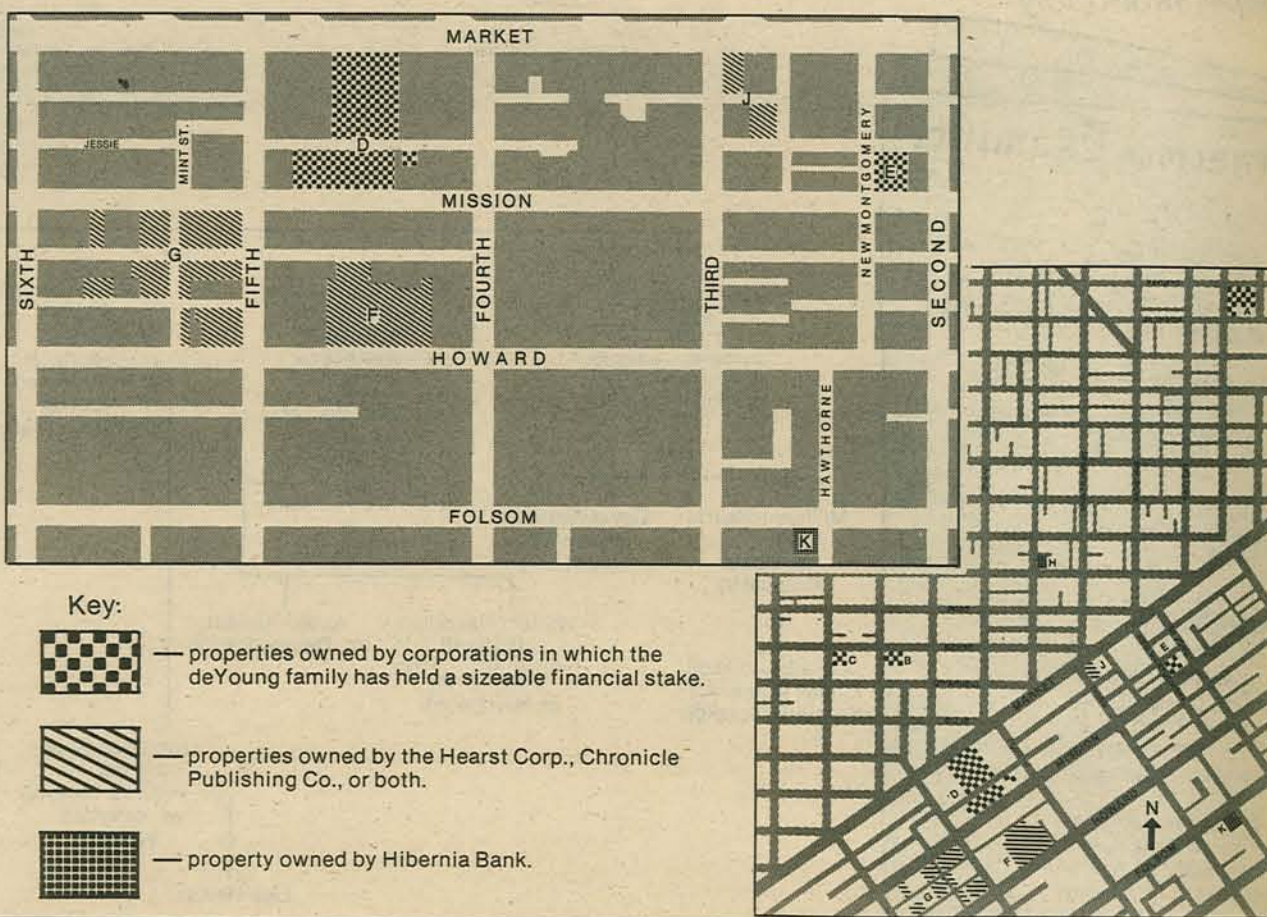 MARKET
J
D
JESSIE
MINT ST.
E
MISSION
NEW MONTGOMERY
G
SIXTH
FIFTH
FOURTH
THIRD
SECOND
F
HOWARD
HAWTHORNE
FOLSOM
K
Key:
— properties owned by corporations in which the
deYoung family has held a sizeable financial stake.
— properties owned by the Hearst Corp., Chronicle
Publishing Co., or both.
— property owned by Hibernia Bank.
A
H
C
B
E
J
MARKET
MISSION
D
HOWARD
N
K
F
FOLSOM
G